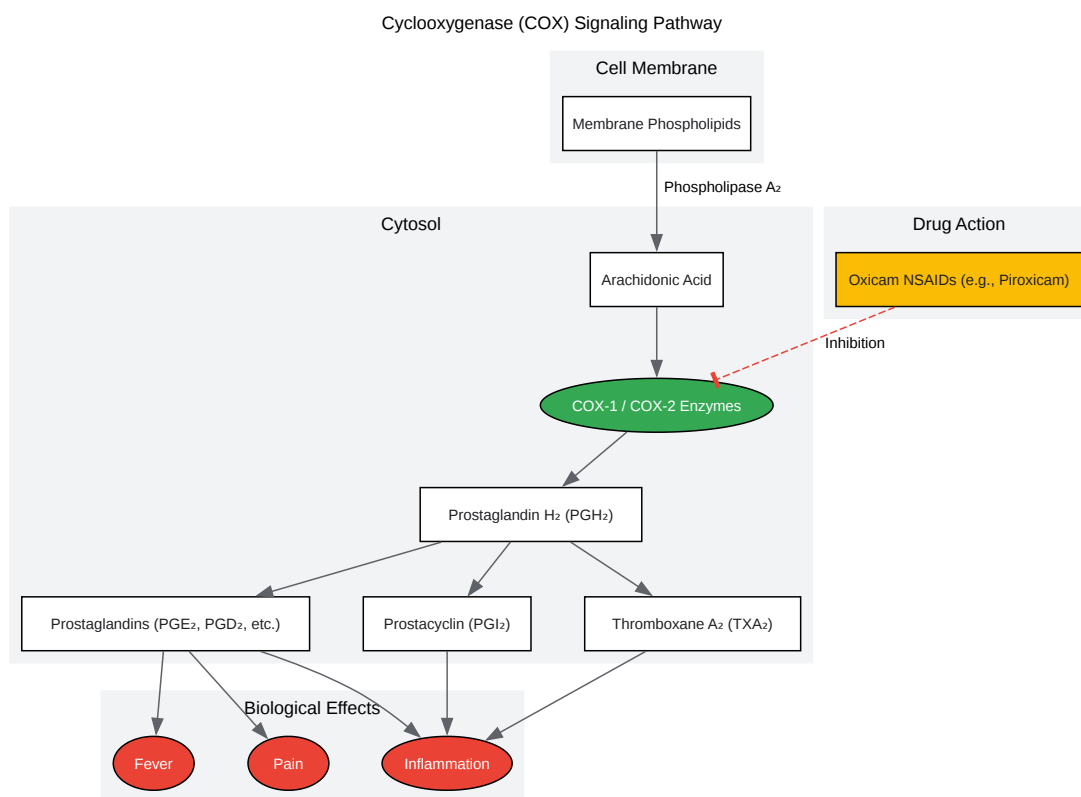 Cyclooxygenase (COX) Signaling Pathway
Cell Membrane
Membrane Phospholipids
Phospholipase A₂
Cytosol
Drug Action
Arachidonic Acid
Oxicam NSAIDs (e.g., Piroxicam)
Inhibition
COX-1 / COX-2 Enzymes
Prostaglandin H₂ (PGH₂)
Prostaglandins (PGE₂, PGD₂, etc.)
Prostacyclin (PGI₂)
Thromboxane A₂ (TXA₂)
Biological Effects
Fever
Pain
Inflammation